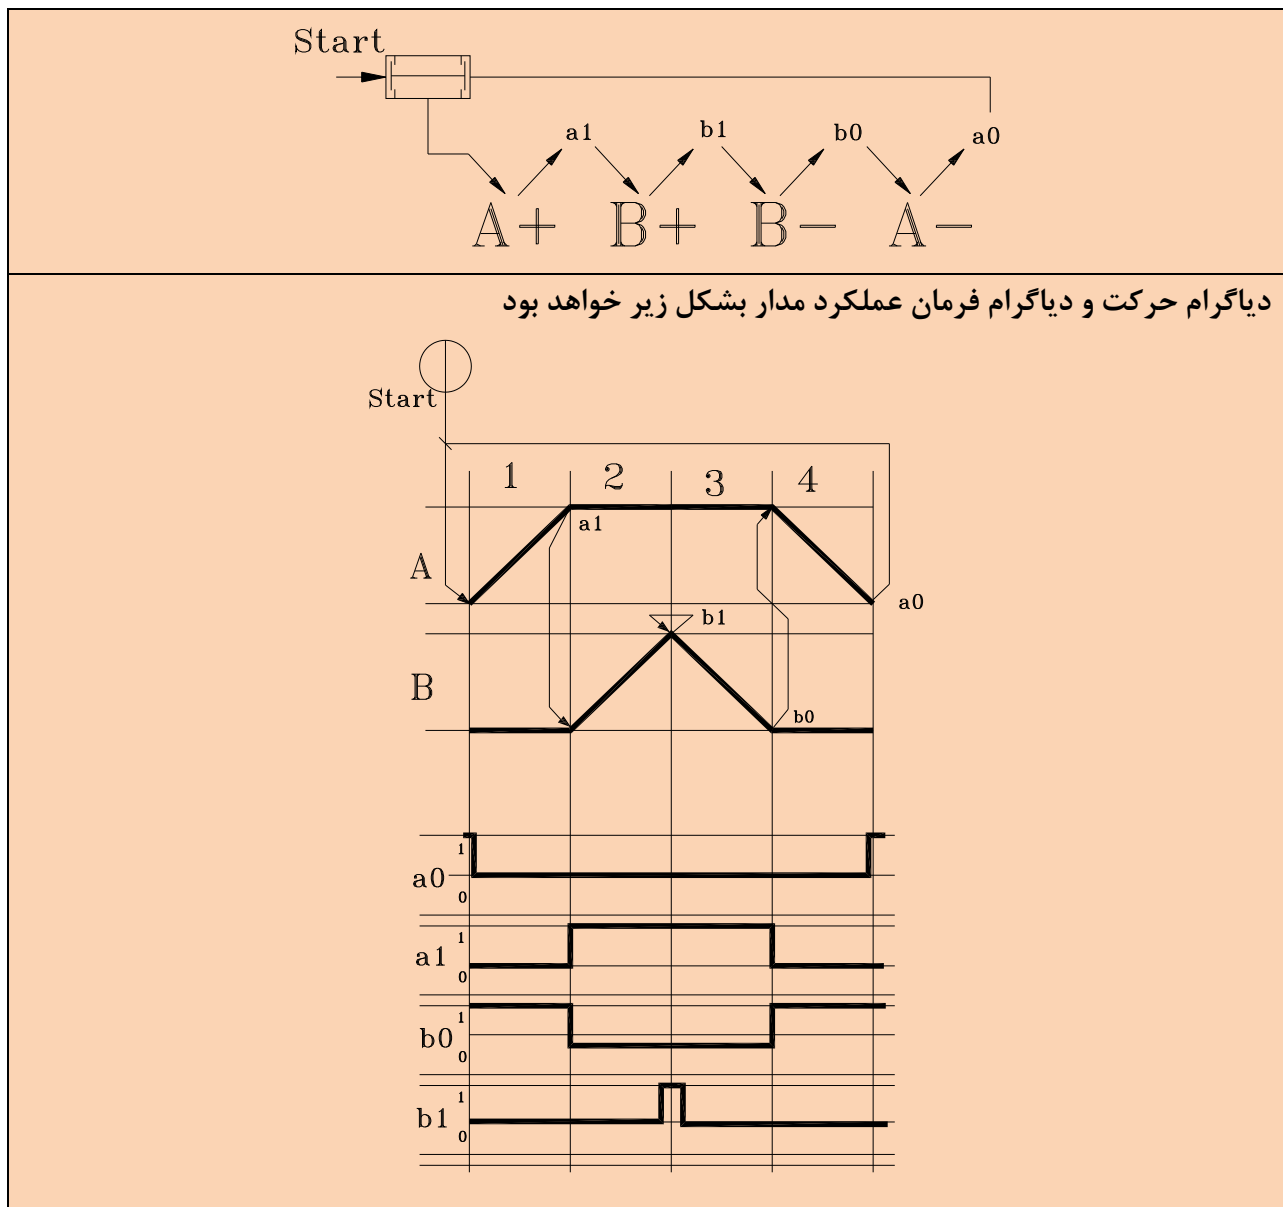 Start
a1 b1 b0 a0
A+ B+ B- A-
دیاگرام حرکت و دیاگرام فرمان عملکرد مدار بشکل زیر خواهد بود
Start
1 2 3 4
a1
A
a0
b1
B
b0
1
a0
0
1
a1
0
1
b0
0
1
b1
0